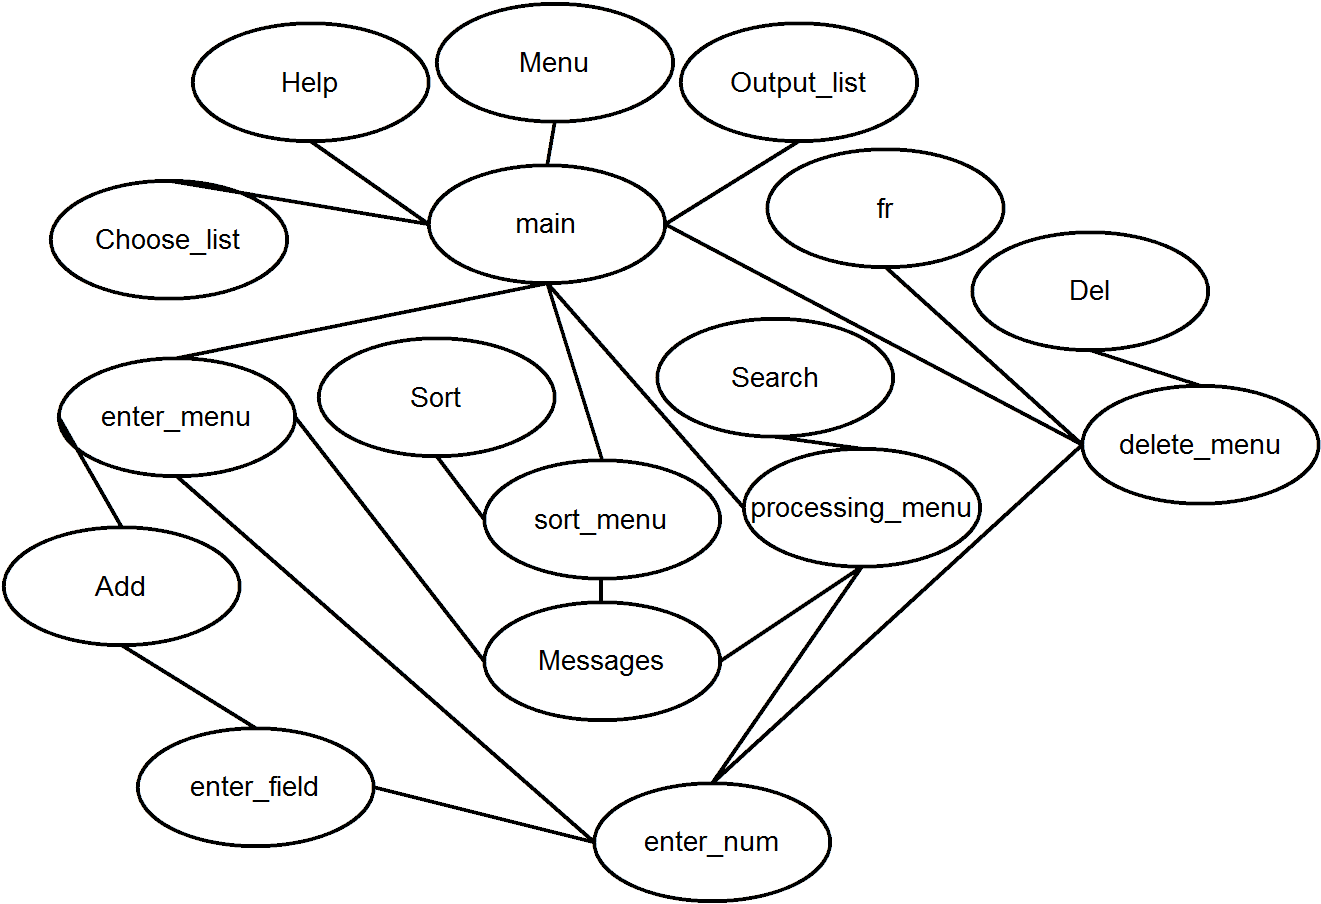 Menu
Help
Output_list
fr
main
Choose_list
Del
Search
Sort
enter_menu
delete_menu
processing_menu
sort_menu
Add
Messages
enter_field
enter_num